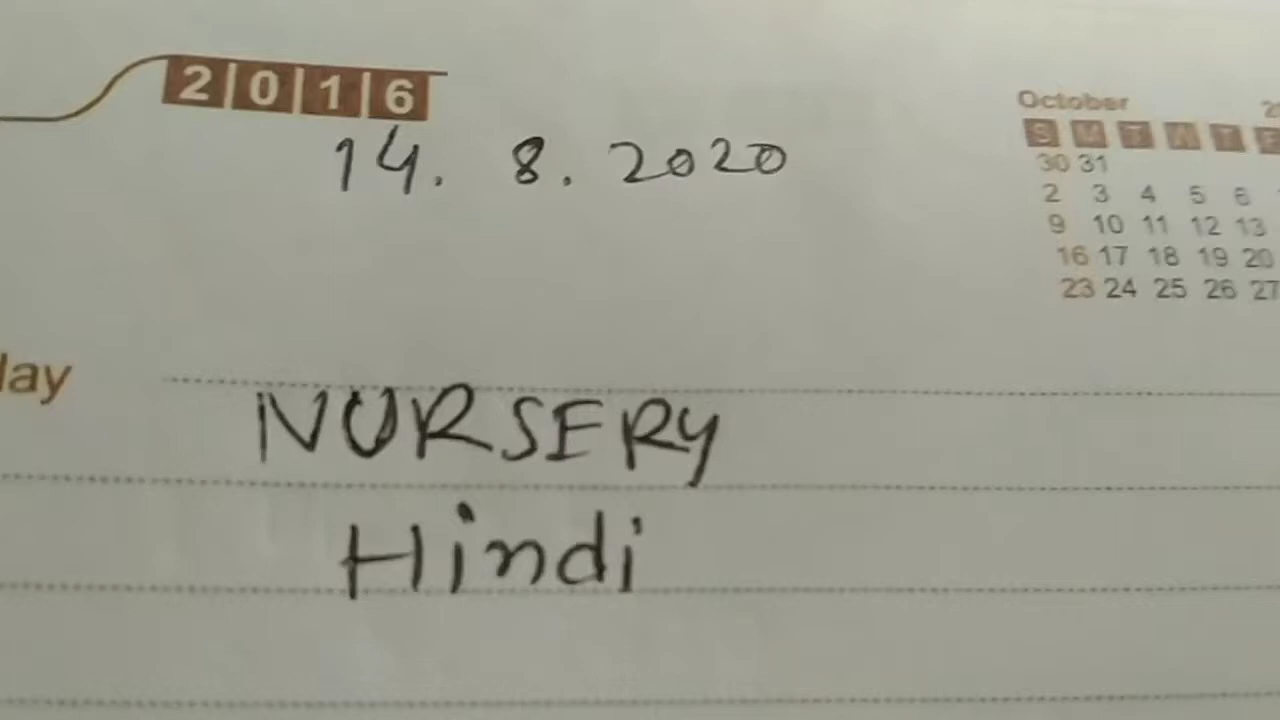 2016
14. 8. 2020
October
S M T W T F
30 31
2 3 4 5 6
9 10 11 12 13
16 17 18 19 20
23 24 25 26 27
NURSERY
Hindi